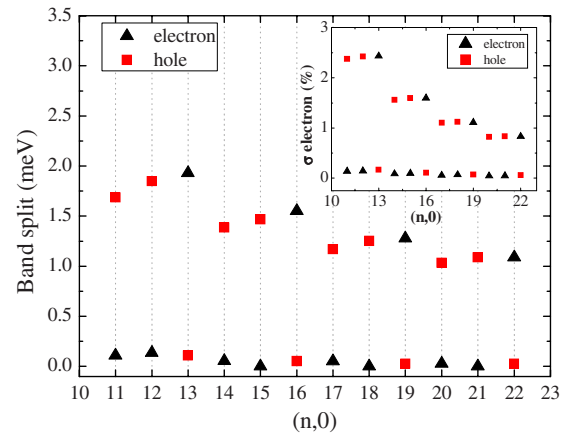 electron
hole
electron
hole
σ electron (%)
3
2
1
0
10 13 16 19 22
(n,0)
Band split (meV)
3.5
3.0
2.5
2.0
1.5
1.0
0.5
0.0
10 11 12 13 14 15 16 17 18 19 20 21 22 23
(n,0)